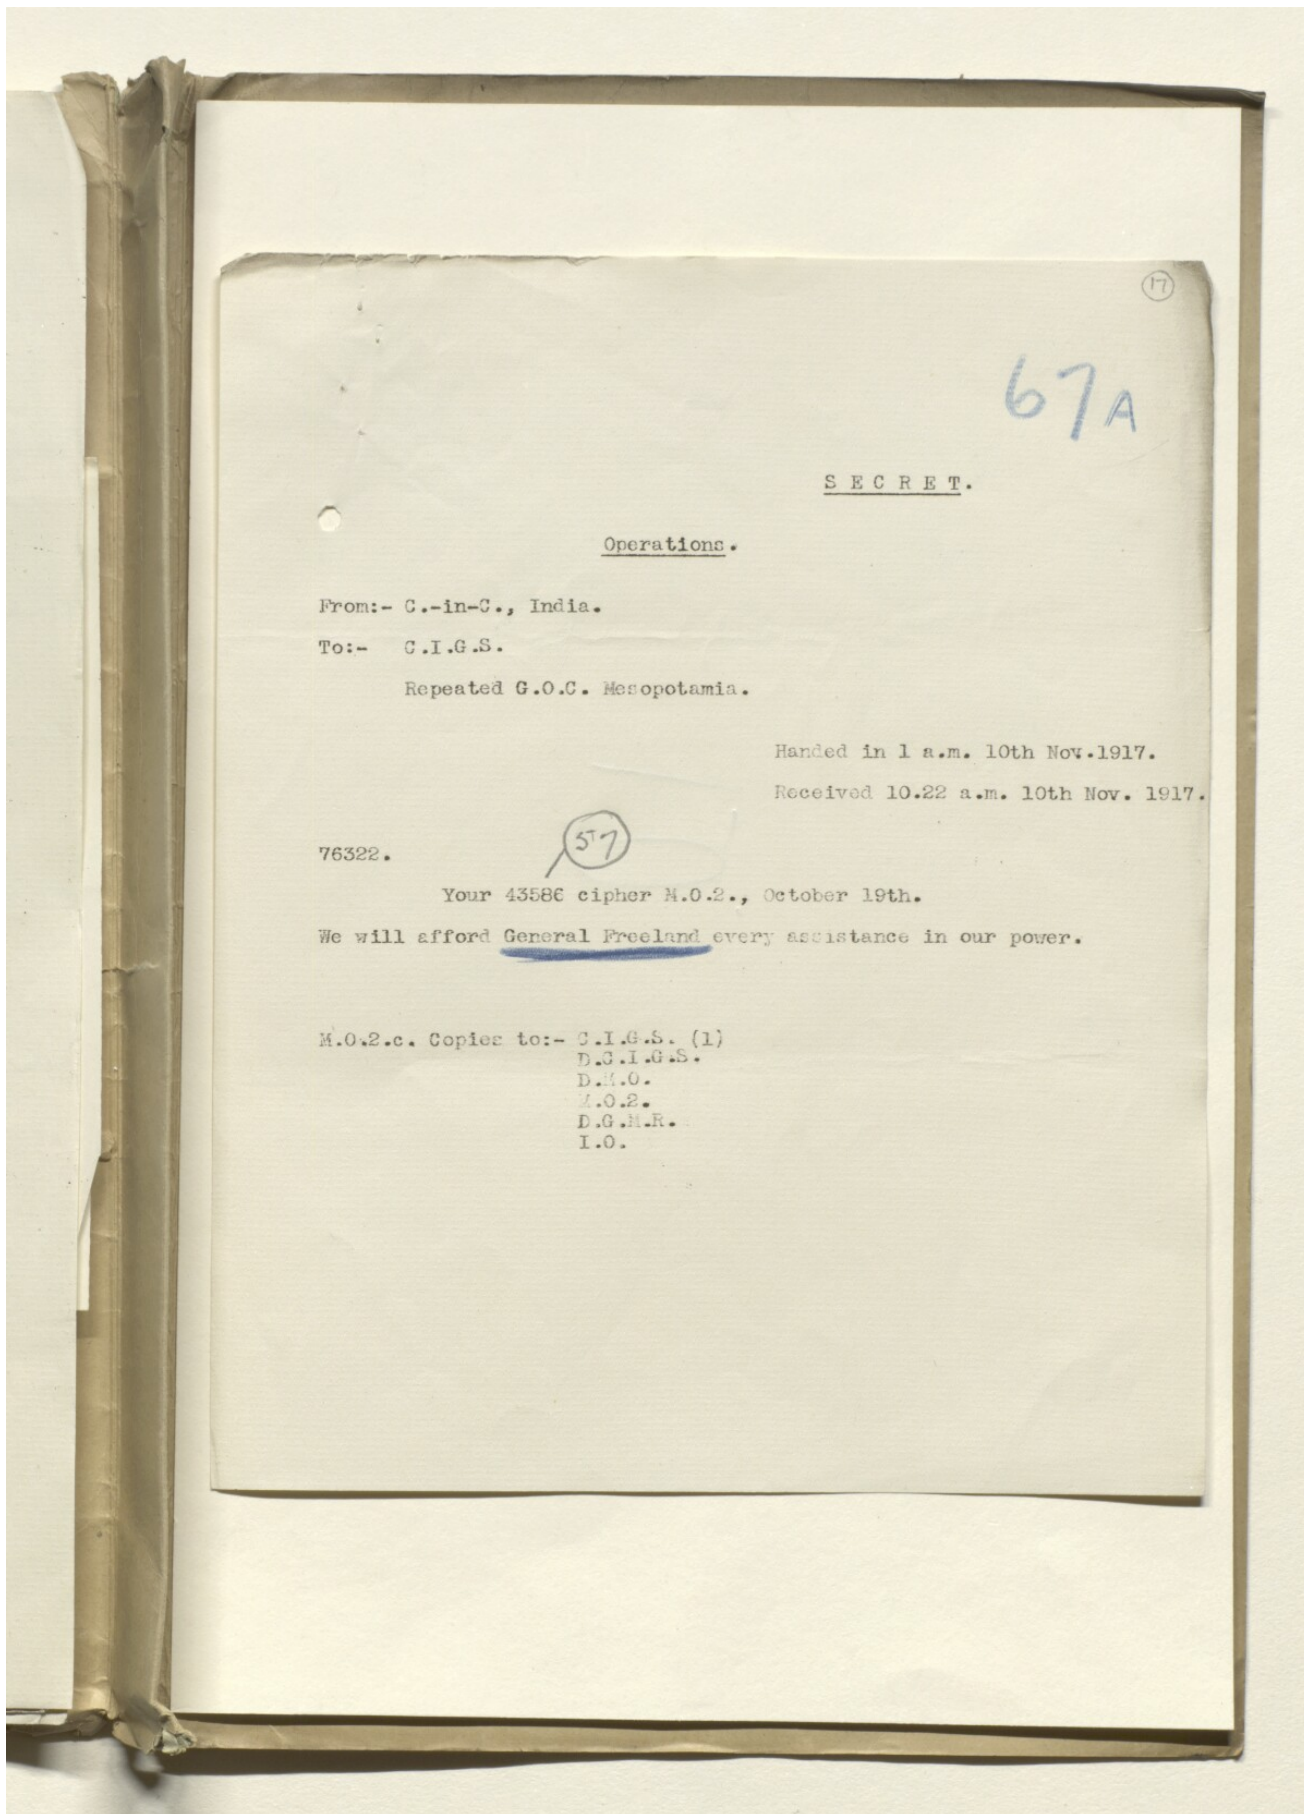 17
67A
SECRET.
Operations.
From:- C.-in-C., India.
To:- C.I.G.S.
Repeated G.O.C. Mesopotamia.
Handed in 1 a.m. 10th Nov.1917.
Received 10.22 a.m. 10th Nov. 1917.
57
76322.
Your 43586 cipher M.O.2., October 19th.
We will afford General Freeland every assistance in our power.
M.O.2.c. Copies to:- C.I.G.S. (1)
D.C.I.G.S.
D.M.O.
M.O.2.
D.G.M.R.
I.O.